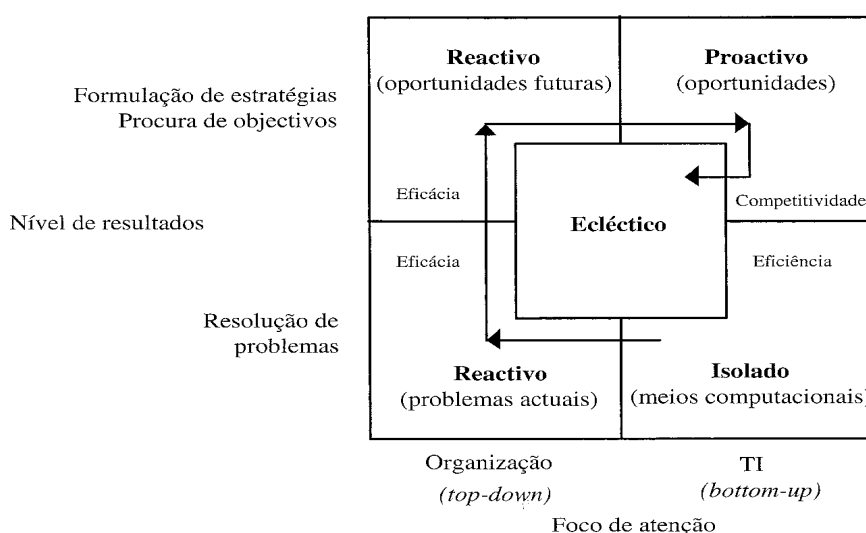 Reactivo
(oportunidades futuras)
Proactivo
(oportunidades)
Formulação de estratégias
Procura de objectivos
Eficácia
Competitividade
Nível de resultados
Ecléctico
Eficácia
Eficiência
Resolução de
problemas
Reactivo
(problemas actuais)
Isolado
(meios computacionais)
Organização
(top-down)
TI
(bottom-up)
Foco de atenção